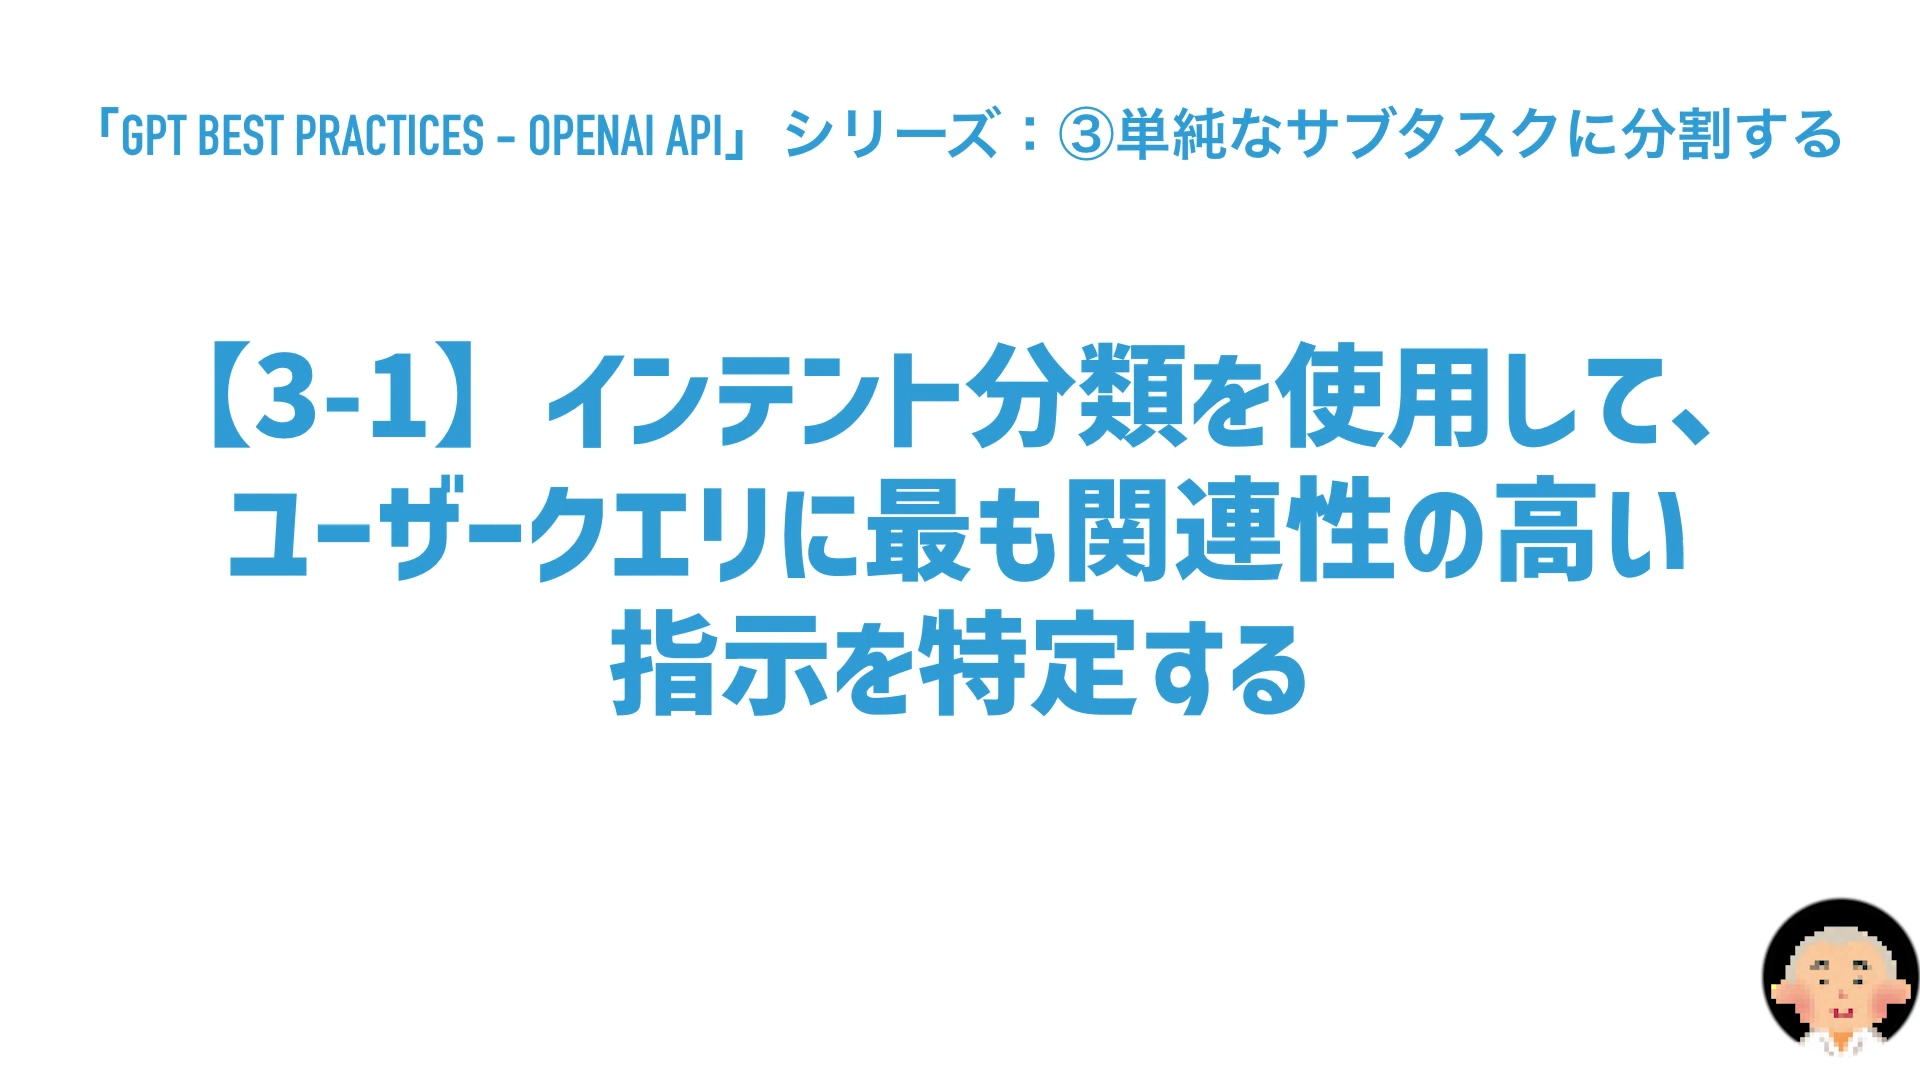 「GPT BEST PRACTICES – OPENAI API」シリーズ：③単純なサブタスクに分割する
【3-1】インテント分類を使用して、
ユーザークエリに最も関連性の高い
指示を特定する